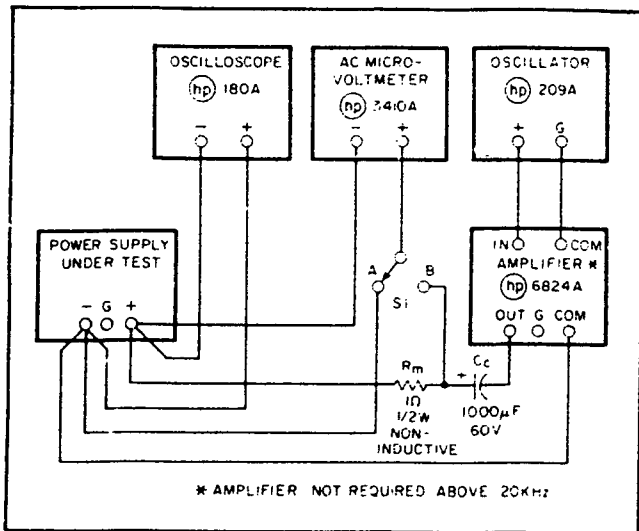 OSCILLOSCOPE
hp 180A
- +
AC MICRO-
VOLTMETER
hp 3410A
- +
OSCILLATOR
hp 209A
+ G
POWER SUPPLY
UNDER TEST
- G +
A B
S1
IN COM
AMPLIFIER *
hp 6824A
OUT G COM
Rm
1Ω
1/2W
NON-
INDUCTIVE
+ Cc
1000µF
60V
* AMPLIFIER NOT REQUIRED ABOVE 20KHz